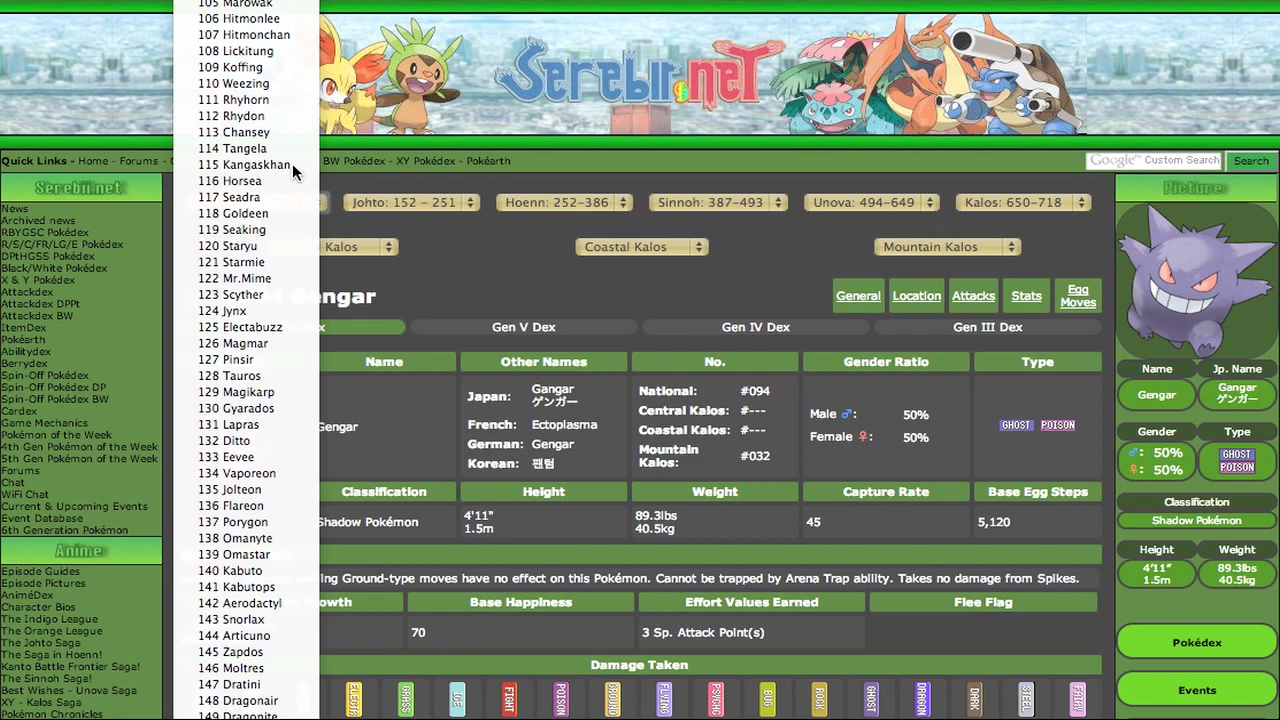 105 Marowak
106 Hitmonlee
107 Hitmonchan
108 Lickitung
109 Koffing
110 Weezing
111 Rhyhorn
112 Rhydon
113 Chansey
114 Tangela
115 Kangaskhan
116 Horsea
117 Seadra
118 Goldeen
119 Seaking
120 Staryu
121 Starmie
122 Mr.Mime
123 Scyther
124 Jynx
125 Electabuzz
126 Magmar
127 Pinsir
128 Tauros
129 Magikarp
130 Gyarados
131 Lapras
132 Ditto
133 Eevee
134 Vaporeon
135 Jolteon
136 Flareon
137 Porygon
138 Omanyte
139 Omastar
140 Kabuto
141 Kabutops
142 Aerodactyl
143 Snorlax
144 Articuno
145 Zapdos
146 Moltres
147 Dratini
148 Dragonair
149 Dragonite
Serebii.net
Quick Links - Home - Forums -
BW Pokédex - XY Pokédex - Pokéarth
Google™ Custom Search
Search
Serebii.net
News
Archived news
RBYGSC Pokédex
R/S/C/FR/LG/E Pokédex
DPtHGSS Pokédex
Black/White Pokédex
X & Y Pokédex
Attackdex
Attackdex DPPt
Attackdex BW
ItemDex
Pokéarth
Abilitydex
Berrydex
Spin-Off Pokédex
Spin-Off Pokédex DP
Spin-Off Pokédex BW
Cardex
Game Mechanics
Pokémon of the Week
4th Gen Pokémon of the Week
5th Gen Pokémon of the Week
Forums
Chat
WiFi Chat
Current & Upcoming Events
Event Database
6th Generation Pokémon
Anime
Episode Guides
Episode Pictures
AniméDex
Character Bios
The Indigo League
The Orange League
The Johto Saga
The Saga in Hoenn!
Kanto Battle Frontier Saga!
The Sinnoh Saga!
Best Wishes - Unova Saga
XY - Kalos Saga
Pokémon Chronicles
Johto: 152 – 251
Hoenn: 252–386
Sinnoh: 387–493
Unova: 494–649
Kalos: 650–718
Kalos
Coastal Kalos
Mountain Kalos
Gengar
General
Location
Attacks
Stats
Egg Moves
Gen V Dex
Gen IV Dex
Gen III Dex
Name
Other Names
No.
Gender Ratio
Type
Gengar
Japan: Gangar
ゲンガー
French: Ectoplasma
German: Gengar
Korean: 팬텀
National: #094
Central Kalos: #---
Coastal Kalos: #---
Mountain Kalos: #032
Male ♂: 50%
Female ♀: 50%
GHOST POISON
Classification
Height
Weight
Capture Rate
Base Egg Steps
Shadow Pokémon
4'11"
1.5m
89.3lbs
40.5kg
45
5,120
Ground-type moves have no effect on this Pokémon. Cannot be trapped by Arena Trap ability. Takes no damage from Spikes.
Base Happiness
Effort Values Earned
Flee Flag
70
3 Sp. Attack Point(s)
Damage Taken
GRASS
ICE
FIGHT
POISON
GROUND
FLYING
PSYCHC
BUG
ROCK
GHOST
DRAGON
DARK
STEEL
Picture
Name
Jp. Name
Gengar
Gangar
ゲンガー
Gender
Type
♂: 50%
♀: 50%
GHOST
POISON
Classification
Shadow Pokémon
Height
Weight
4'11"
1.5m
89.3lbs
40.5kg
Pokédex
Events